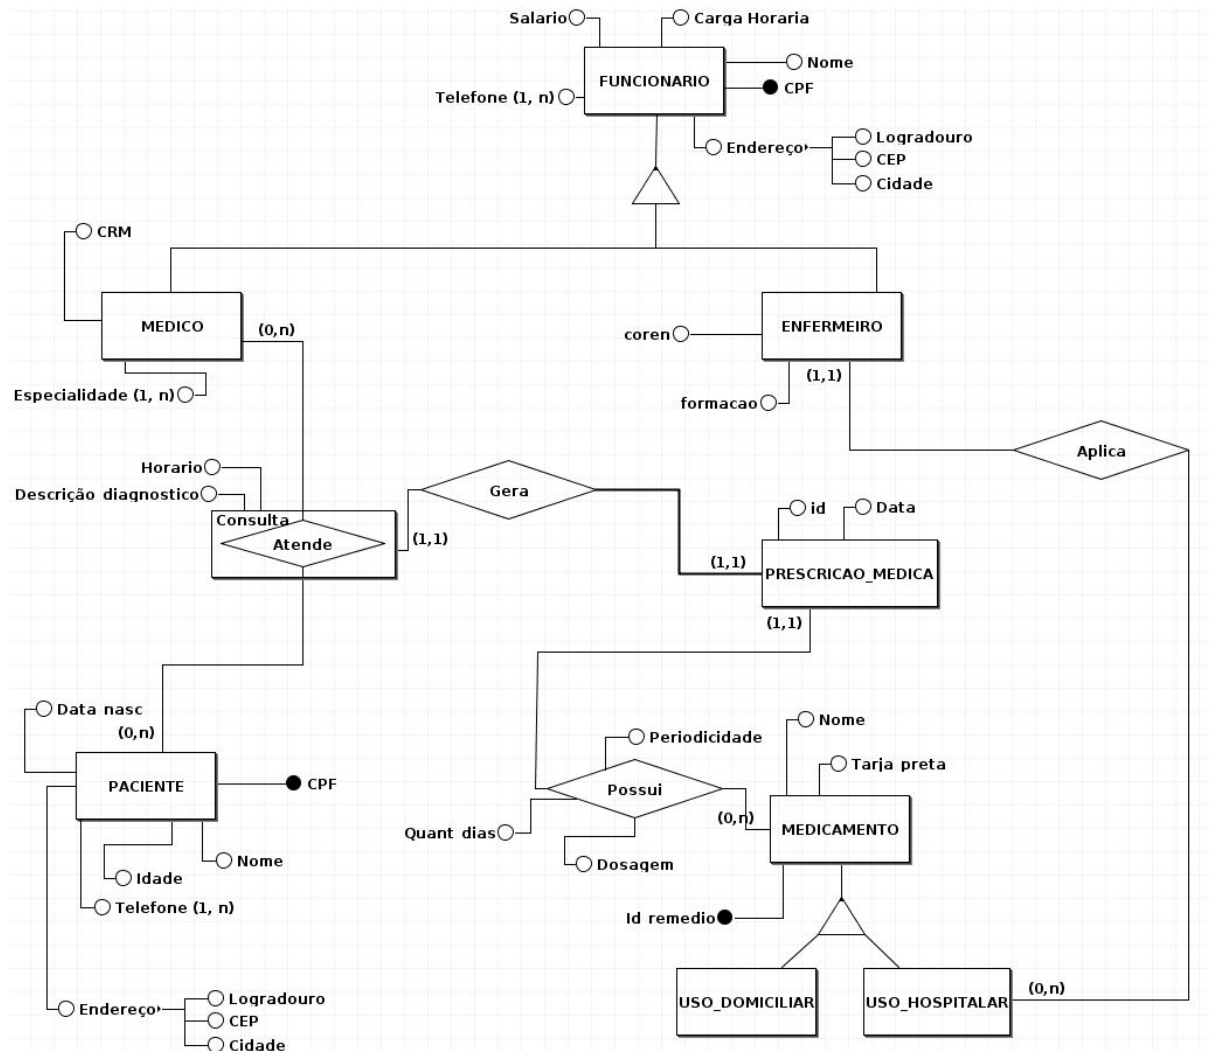 Salario
Carga Horaria
FUNCIONARIO
Nome
CPF
Telefone (1, n)
Endereço
Logradouro
CEP
Cidade
CRM
MEDICO
(0,n)
Especialidade (1, n)
ENFERMEIRO
coren
(1,1)
formacao
Aplica
Horario
Descrição diagnostico
Consulta
Atende
Gera
(1,1)
id
Data
(1,1)
PRESCRICAO_MEDICA
(1,1)
Data nasc
(0,n)
PACIENTE
CPF
Nome
Idade
Telefone (1, n)
Endereço
Logradouro
CEP
Cidade
Periodicidade
Possui
Quant dias
Dosagem
(0,n)
Nome
Tarja preta
MEDICAMENTO
Id remedio
USO_DOMICILIAR
USO_HOSPITALAR
(0,n)